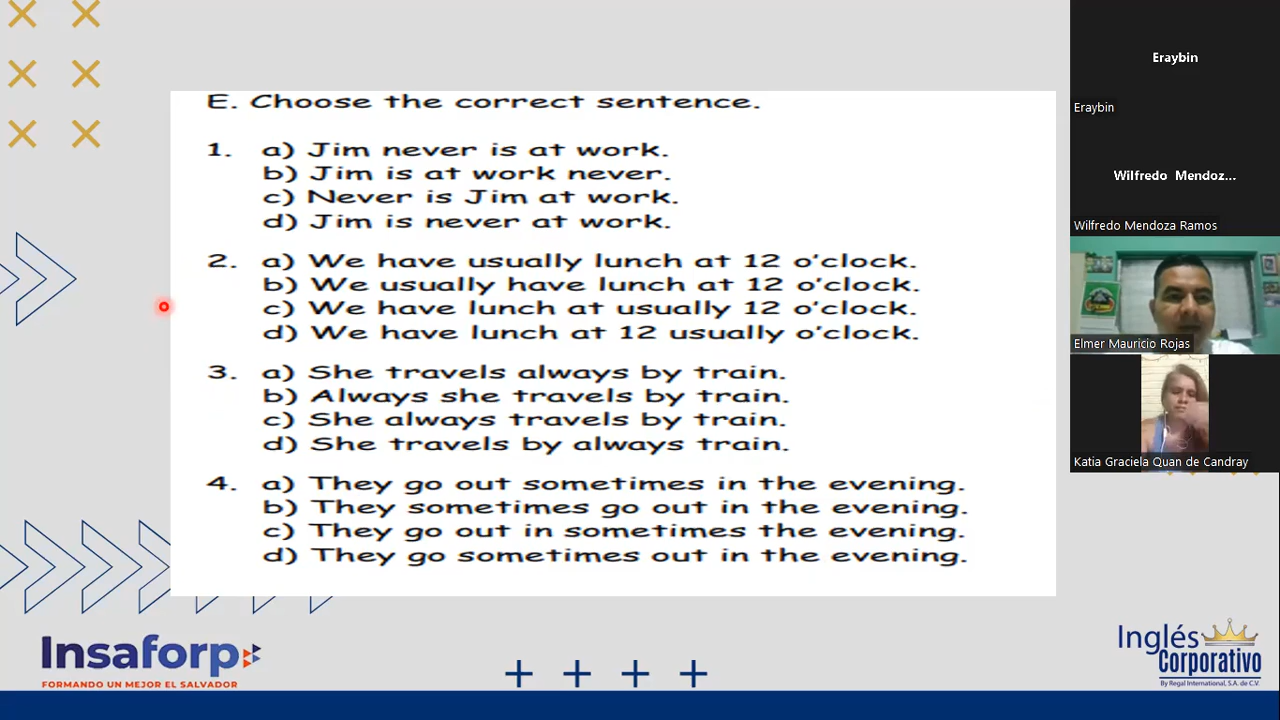 E. Choose the correct sentence.
1. a) Jim never is at work.
b) Jim is at work never.
c) Never is Jim at work.
d) Jim is never at work.
2. a) We have usually lunch at 12 o'clock.
b) We usually have lunch at 12 o'clock.
c) We have lunch at usually 12 o'clock.
d) We have lunch at 12 usually o'clock.
3. a) She travels always by train.
b) Always she travels by train.
c) She always travels by train.
d) She travels by always train.
4. a) They go out sometimes in the evening.
b) They sometimes go out in the evening.
c) They go out in sometimes the evening.
d) They go sometimes out in the evening.
Insaforp
FORMANDO UN MEJOR EL SALVADOR
Inglés
Corporativo
By Regal International, S.A. de C.V.
Eraybin
Eraybin
Wilfredo Mendoz...
Wilfredo Mendoza Ramos
Elmer Mauricio Rojas
Katia Graciela Quan de Candray